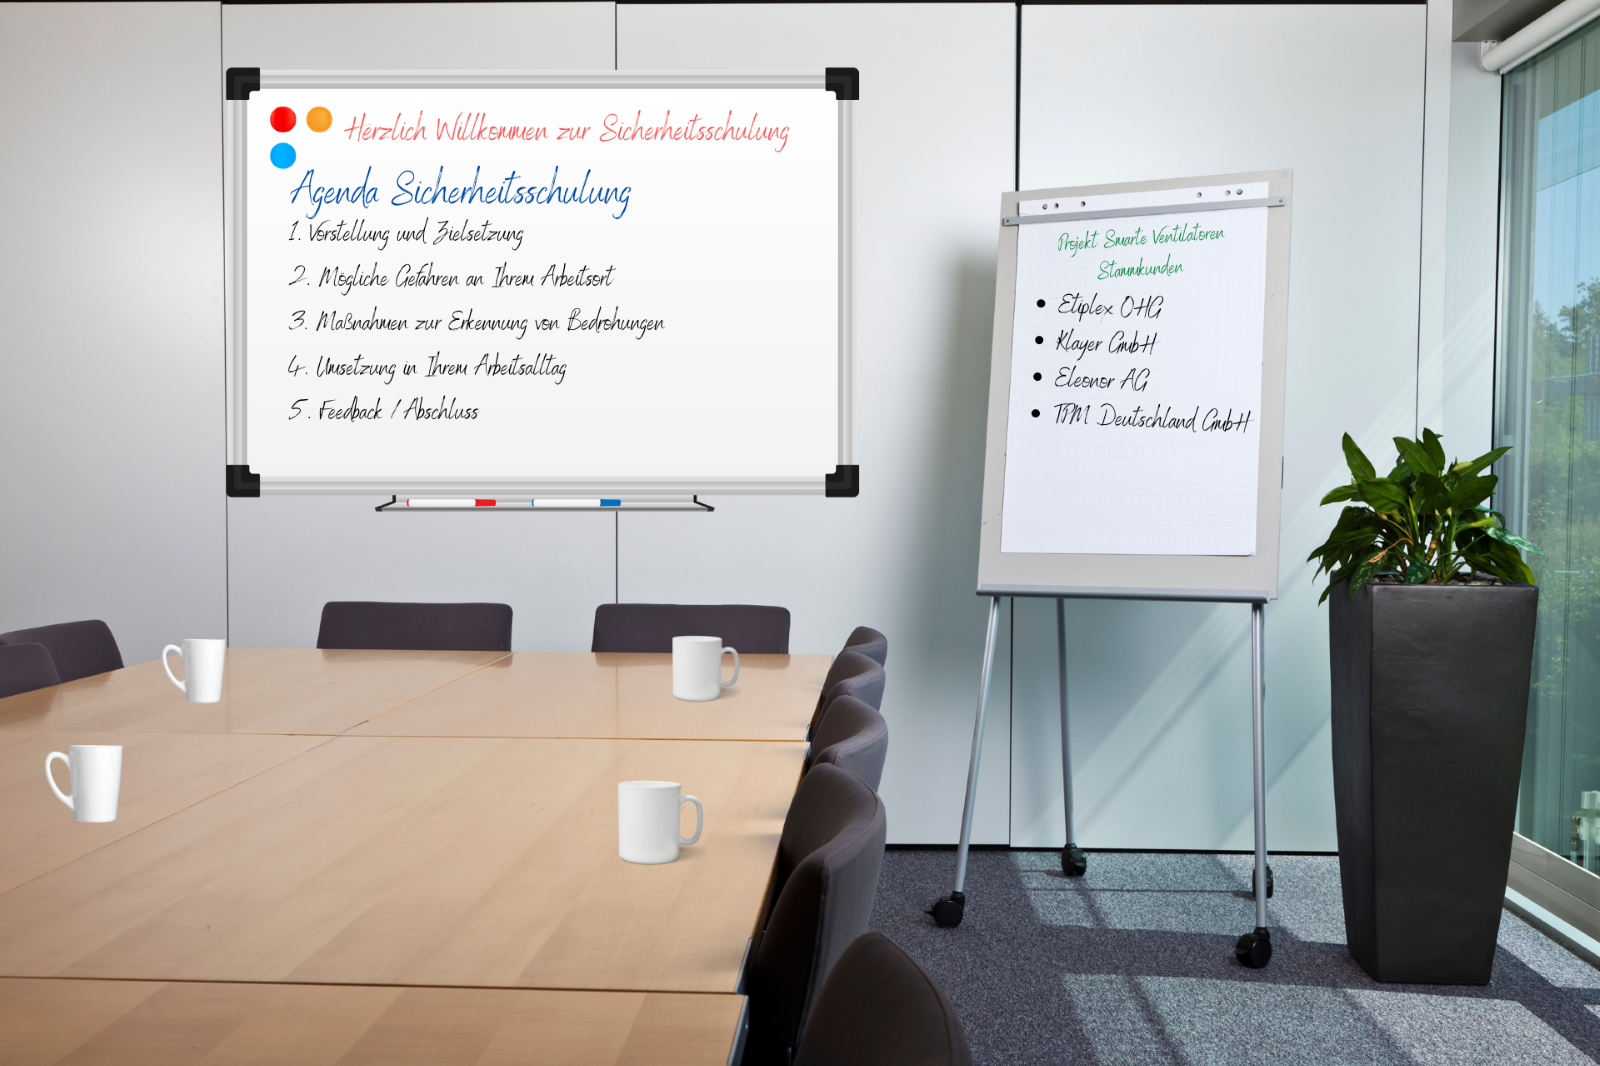 Herzlich Willkommen zur Sicherheitsschulung
Agenda Sicherheitsschulung
1. Vorstellung und Zielsetzung
2. Mögliche Gefahren an Ihrem Arbeitsort
3. Maßnahmen zur Erkennung von Bedrohungen
4. Umsetzung in Ihrem Arbeitsalltag
5. Feedback / Abschluss
Projekt Smarte Ventilatoren
Stammkunden
• Etiplex OHG
• Klayer GmbH
• Eleonor AG
• TPM Deutschland GmbH